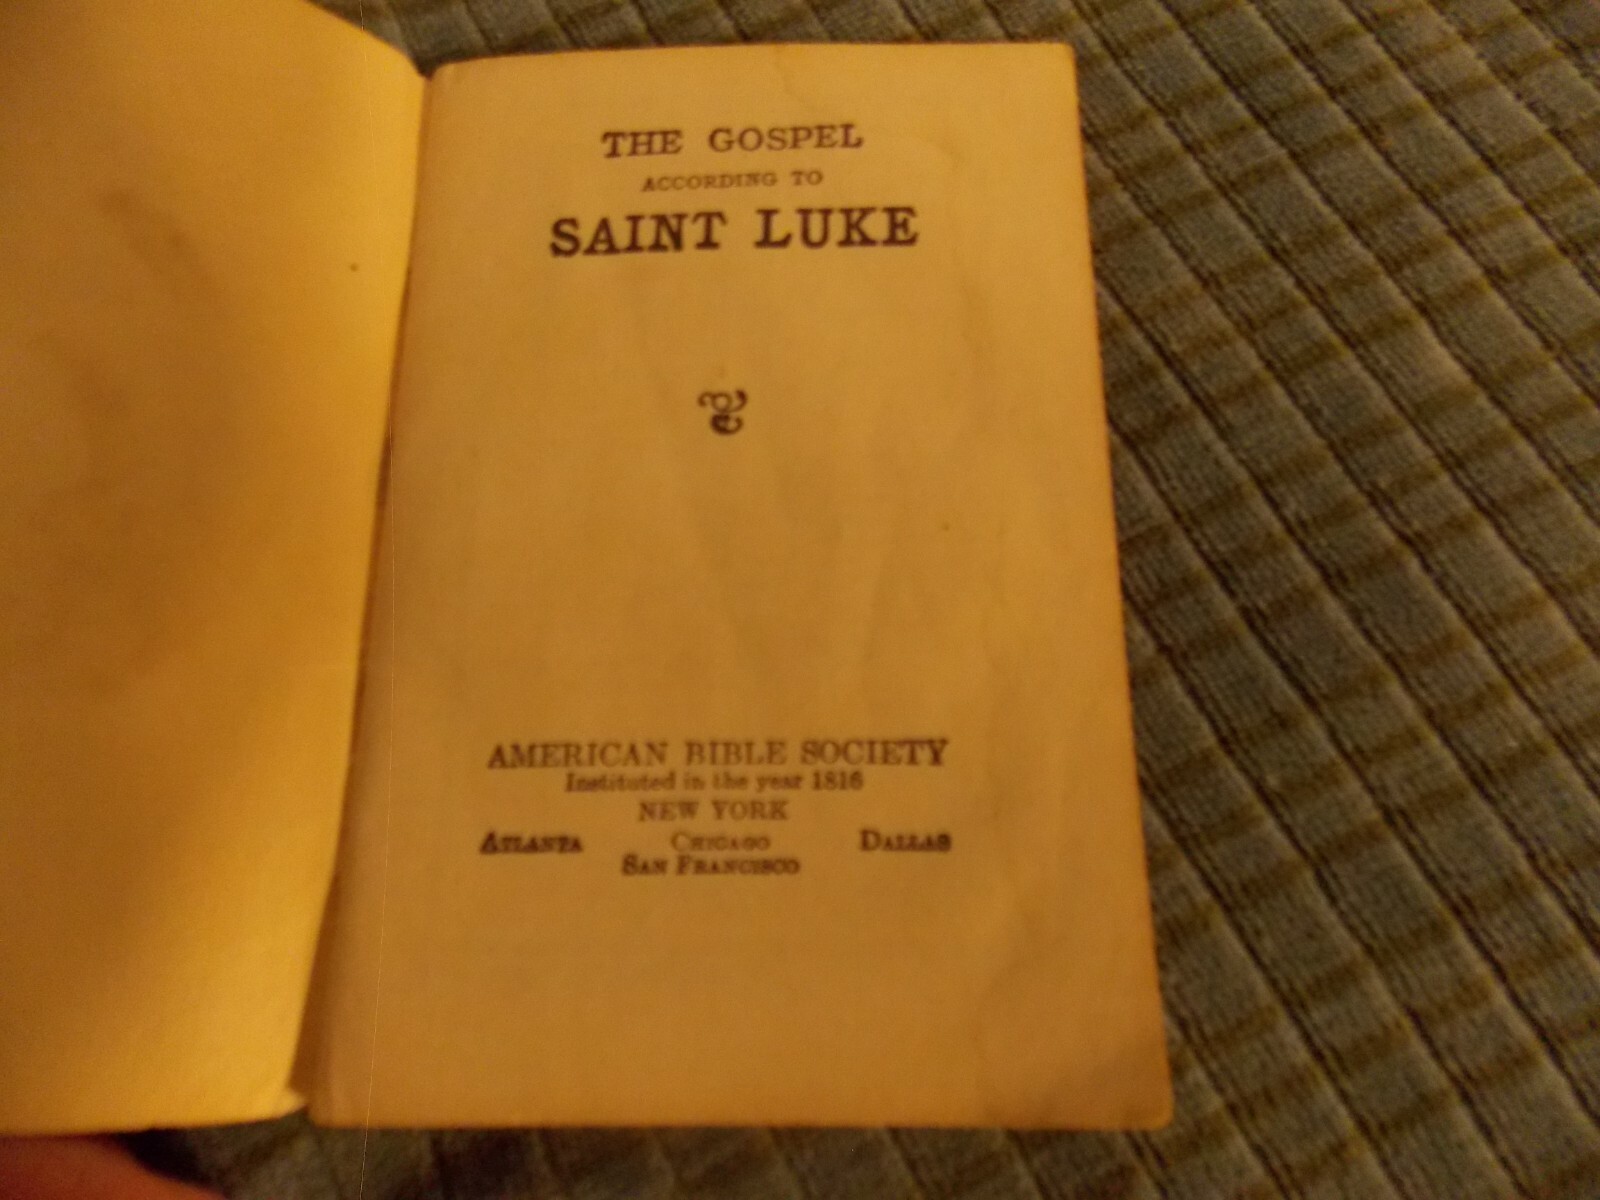 THE GOSPEL
ACCORDING TO
SAINT LUKE
AMERICAN BIBLE SOCIETY
Instituted in the year 1816
NEW YORK
ATLANTA CHICAGO DALLAS
SAN FRANCISCO